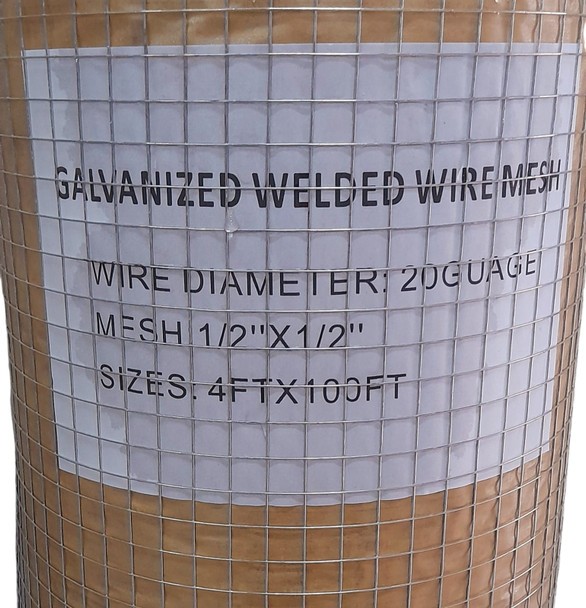 GALVANIZED WELDED WIRE MESH
WIRE DIAMETER: 20GUAGE
MESH 1/2"X1/2"
SIZES: 4FTX100FT